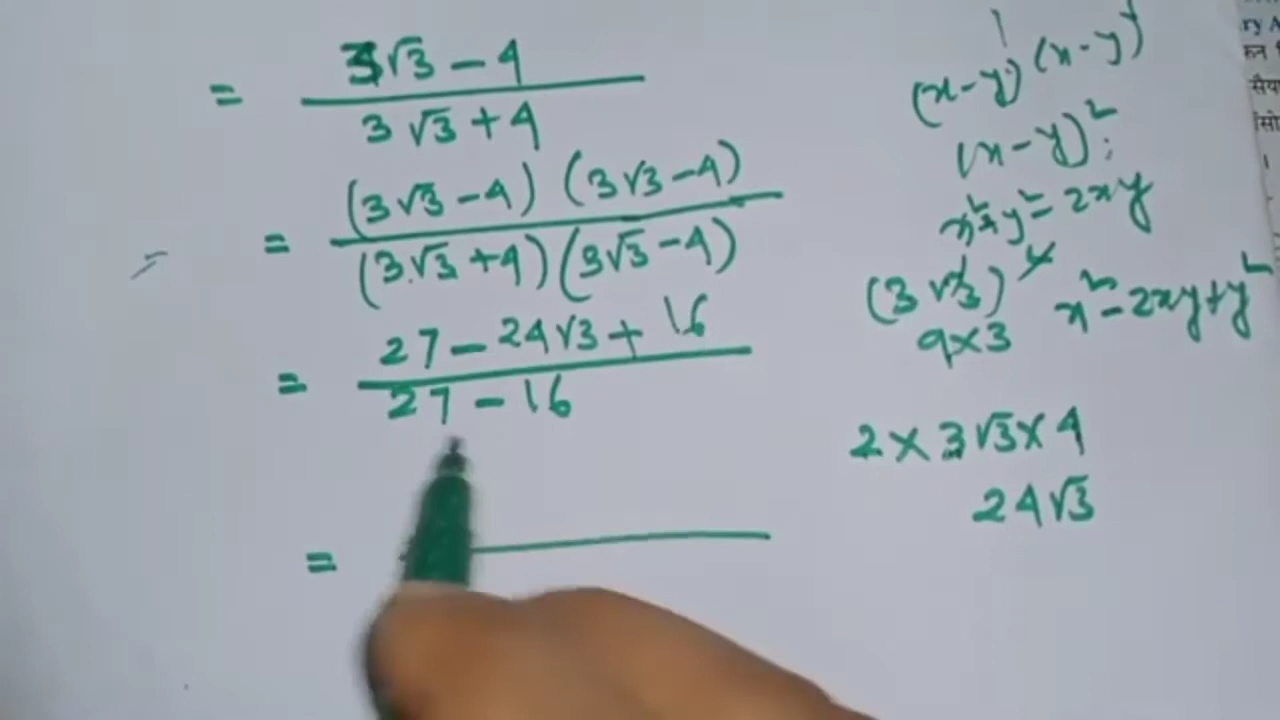 = 3√3 - 4 / 3√3 + 4
= (3√3 - 4) (3√3 - 4) / (3√3 + 4) (3√3 - 4)
= 27 - 24√3 + 16 / 27 - 16
=
(x - y) (x - y)
(x - y)²
x² + y² - 2xy
(3√3)²
x² - 2xy + y²
9 × 3
2 × 3√3 × 4
24√3
ry A